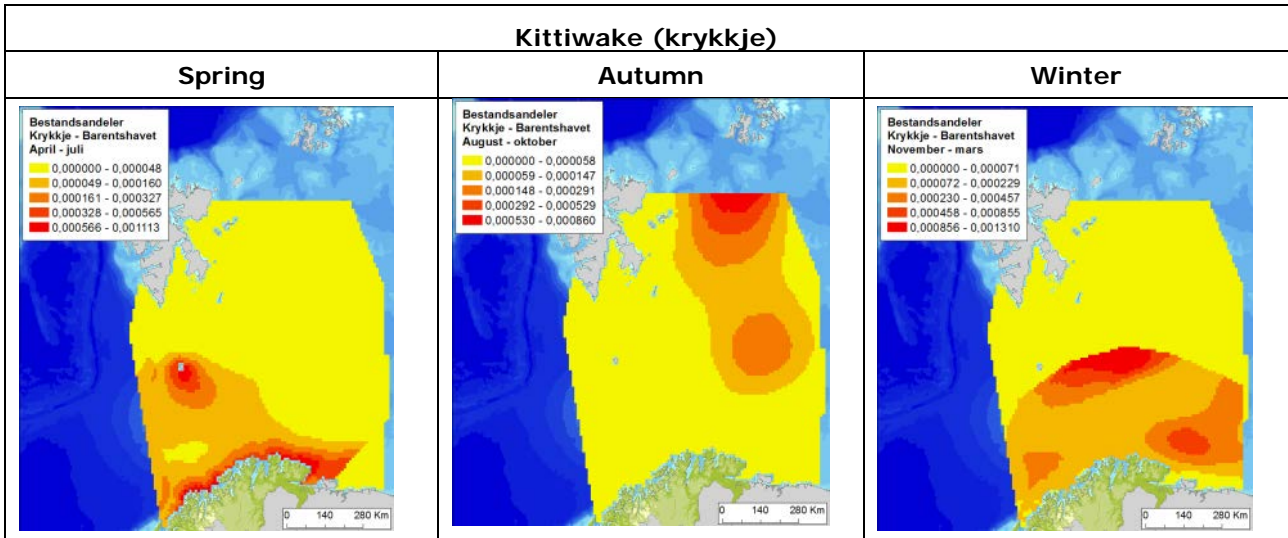 Kittiwake (krykkje)
Spring
Autumn
Winter
Bestandsandeler
Krykkje - Barentshavet
April - juli
0,000000 - 0,000048
0,000049 - 0,000160
0,000161 - 0,000327
0,000328 - 0,000565
0,000566 - 0,001113
0 140 280 Km
Bestandsandeler
Krykkje - Barentshavet
August - oktober
0,000000 - 0,000058
0,000059 - 0,000147
0,000148 - 0,000291
0,000292 - 0,000529
0,000530 - 0,000860
0 140 280 Km
Bestandsandeler
Krykkje - Barentshavet
November - mars
0,000000 - 0,000071
0,000072 - 0,000229
0,000230 - 0,000457
0,000458 - 0,000855
0,000856 - 0,001310
0 140 280 Km